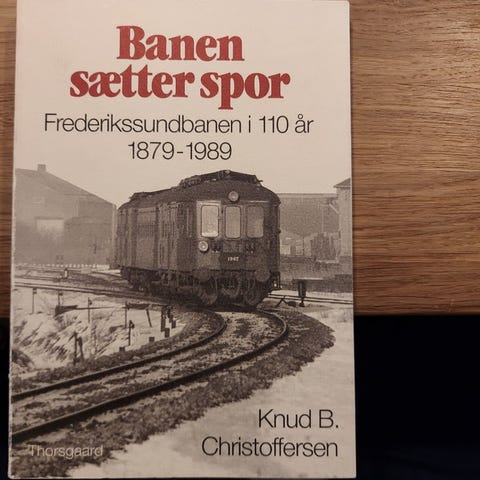 Banen
sætter spor
Frederikssundbanen i 110 år
1879-1989
Knud B.
Christoffersen
Thorsgaard